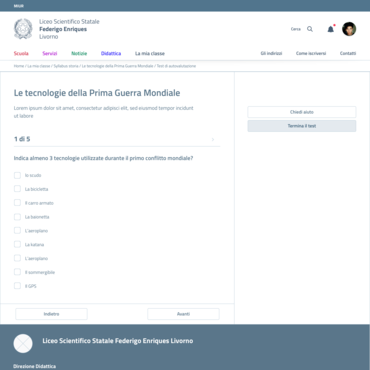 MIUR
Liceo Scientifico Statale
Federigo Enriques
Livorno
Cerca
Scuola Servizi Notizie Didattica La mia classe
Gli indirizzi Come iscriversi Contatti
Home / La mia classe / Syllabus storia / Le tecnologie della Prima Guerra Mondiale / Test di autovalutazione
Le tecnologie della Prima Guerra Mondiale
Lorem ipsum dolor sit amet, consectetur adipisci elit, sed eiusmod tempor incidunt
ut labore
Chiedi aiuto
Termina il test
1 di 5
Indica almeno 3 tecnologie utilizzate durante il primo conflitto mondiale?
lo scudo
La bicicletta
Il carro armato
La baionetta
L'aeroplano
La katana
L'aeroplano
Il sommergibile
Il GPS
Indietro
Avanti
Liceo Scientifico Statale Federigo Enriques Livorno
Direzione Didattica